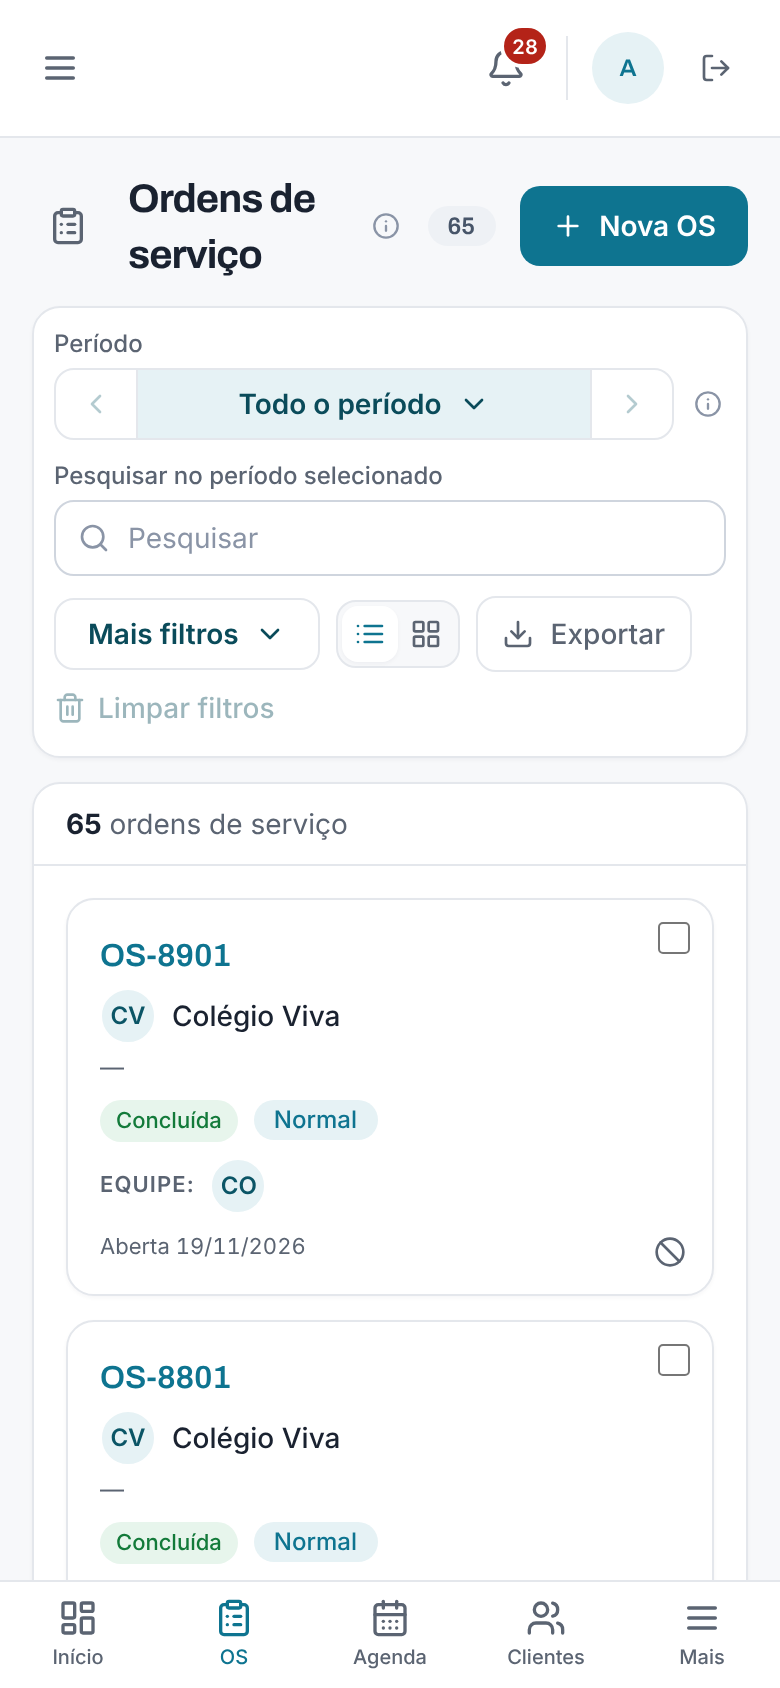 28
A
Ordens de
serviço
65
Nova OS
Período
Todo o período
Pesquisar no período selecionado
Pesquisar
Mais filtros
Exportar
Limpar filtros
65 ordens de serviço
OS-8901
CV Colégio Viva
—
Concluída Normal
EQUIPE: CO
Aberta 19/11/2026
OS-8801
CV Colégio Viva
—
Concluída Normal
Início OS Agenda Clientes Mais